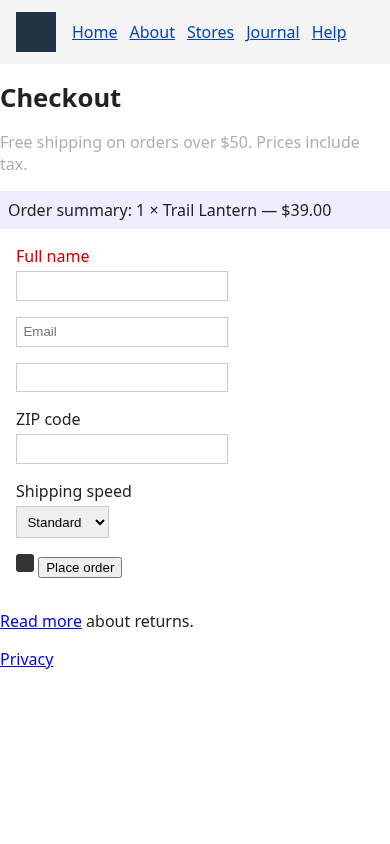 Home About Stores Journal Help
Checkout
Free shipping on orders over $50. Prices include
tax.
Order summary: 1 × Trail Lantern — $39.00
Full name
Email
ZIP code
Shipping speed
Standard
Place order
Read more about returns.
Privacy